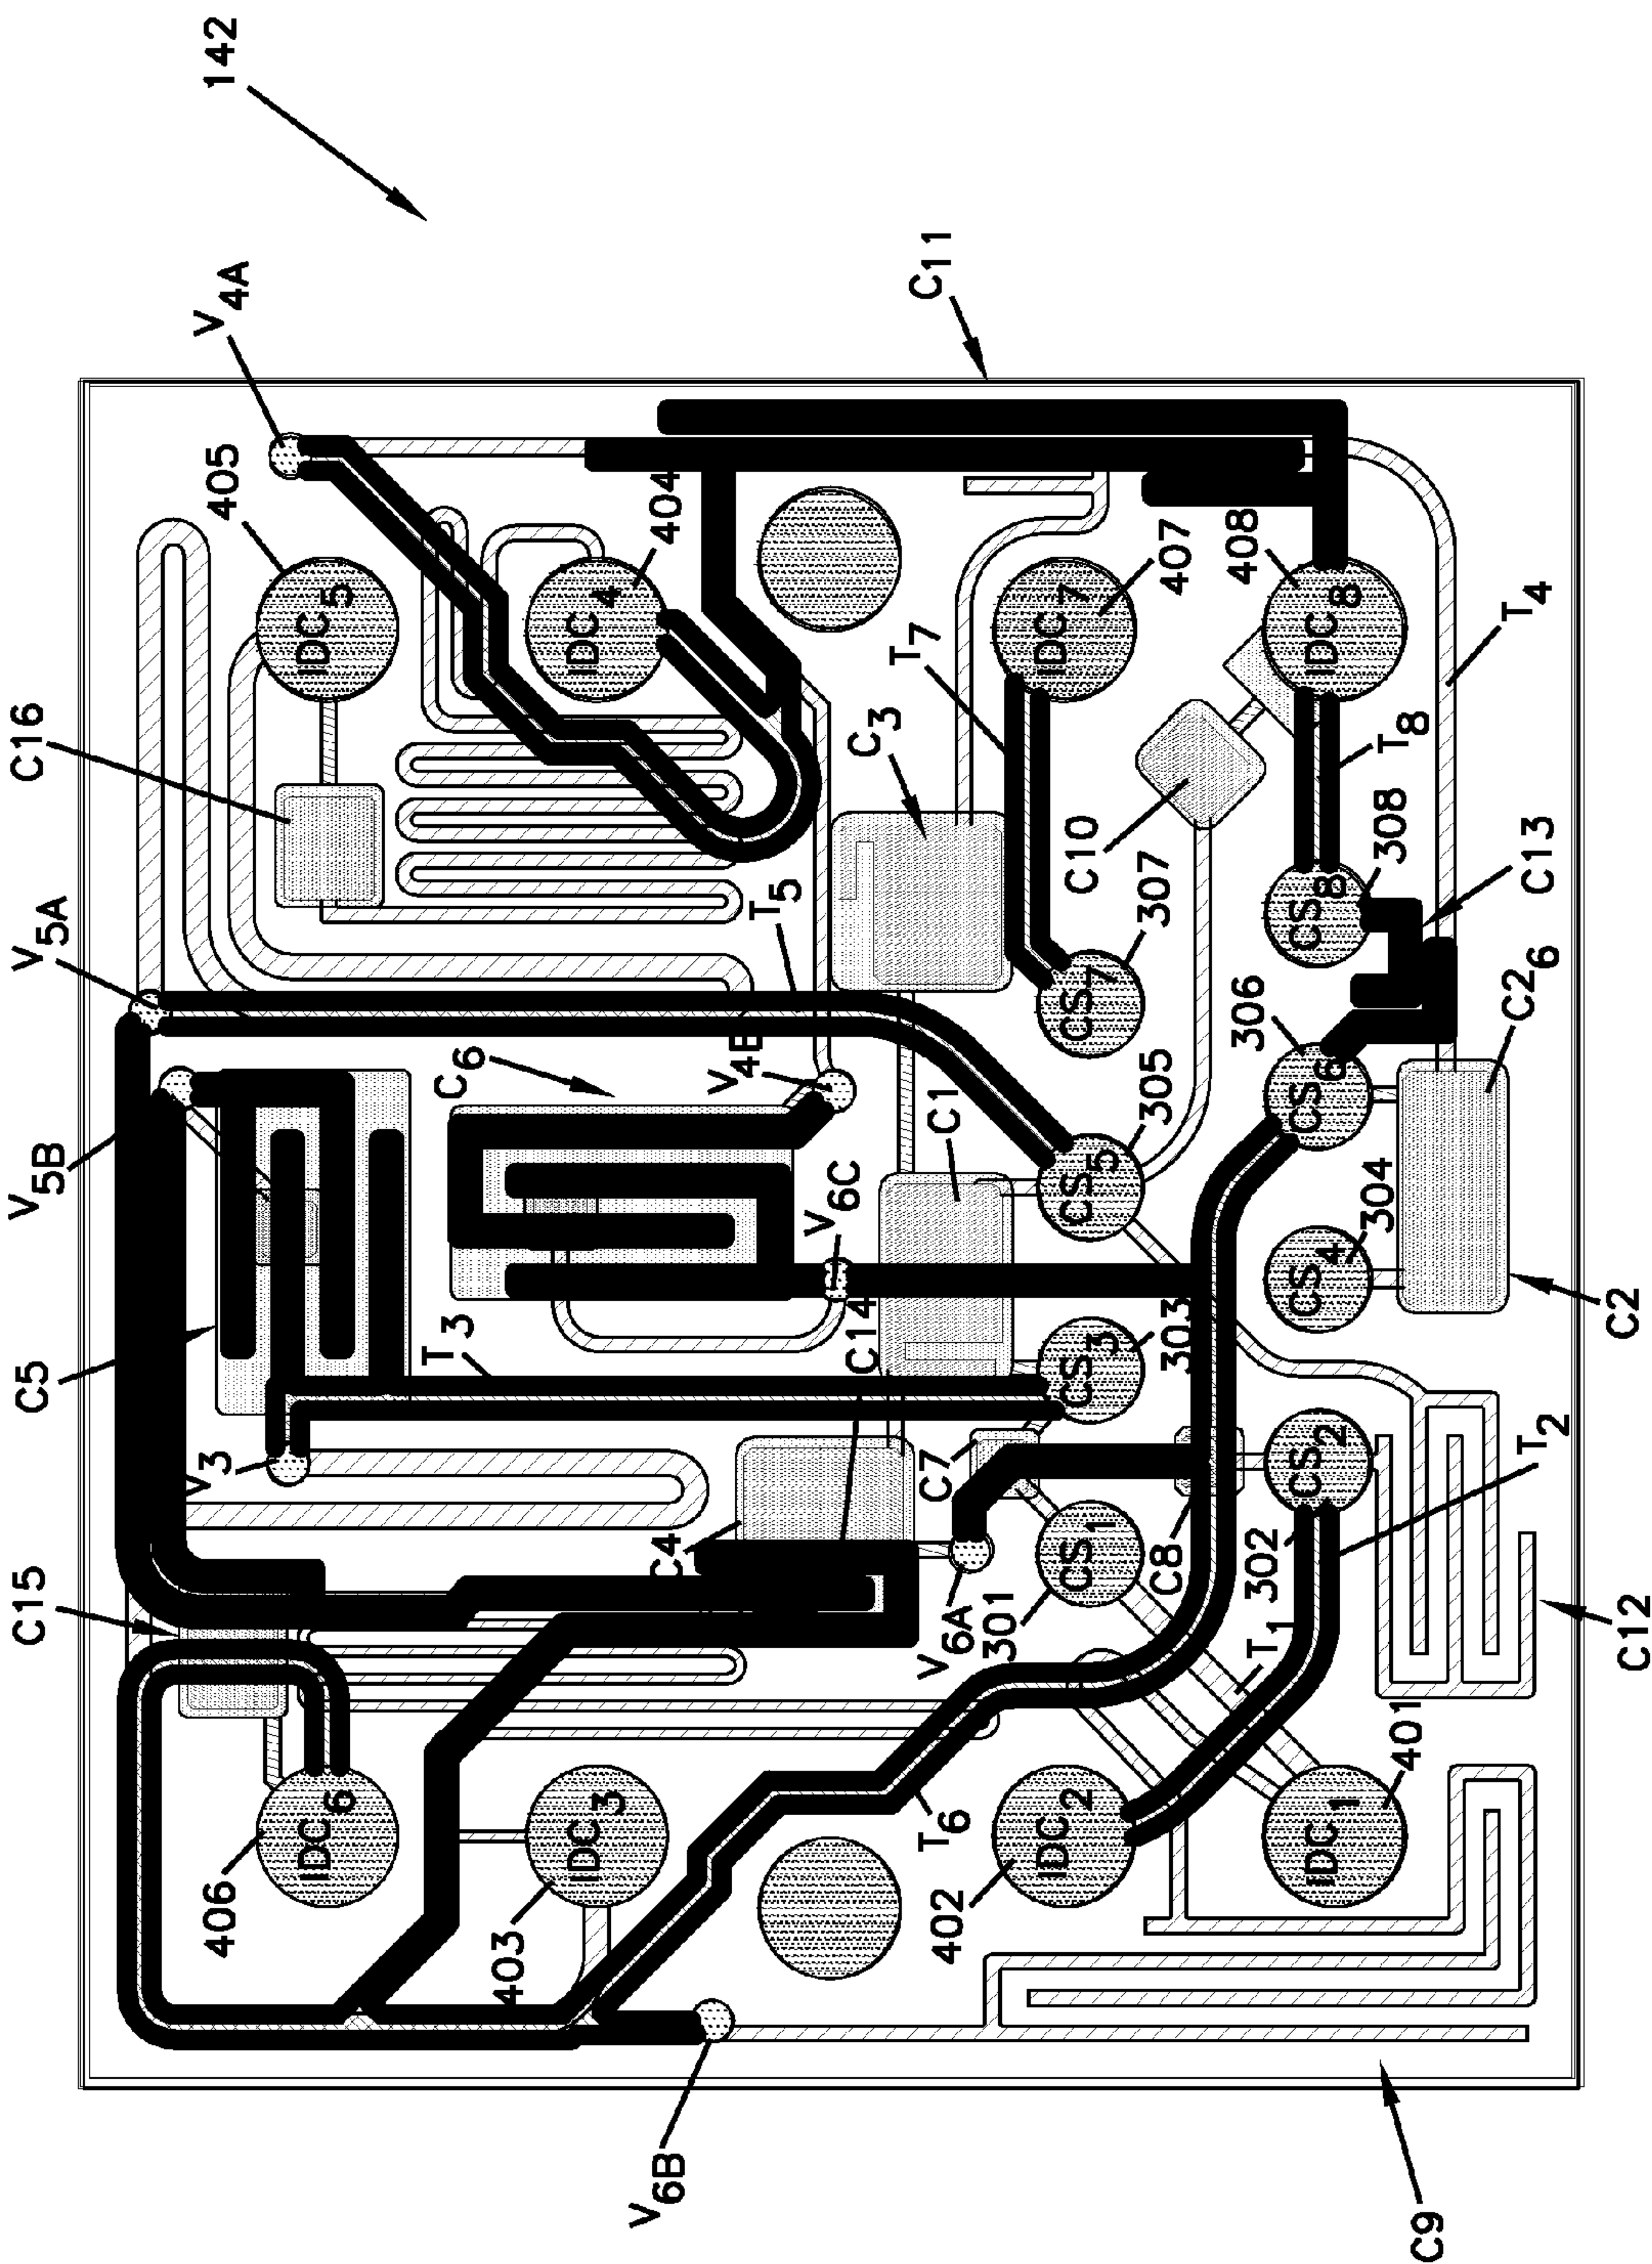 142
V4A
C11
405
IDC5
404
IDC4
407
IDC7
408
IDC8
T4
C16
T7
C3
C10
T8
308
CS8
C13
307
CS7
V5A
T5
306
CS6
C26
C6
V4B
C1
305
CS5
304
CS4
C2
V5B
V6C
C14
303
CS3
C5
T3
V3
C7
C4
CS1
C8
302
CS2
T2
C15
V6A
301
T1
C12
406
IDC6
403
IDC3
T6
402
IDC2
401
IDC1
V6B
C9